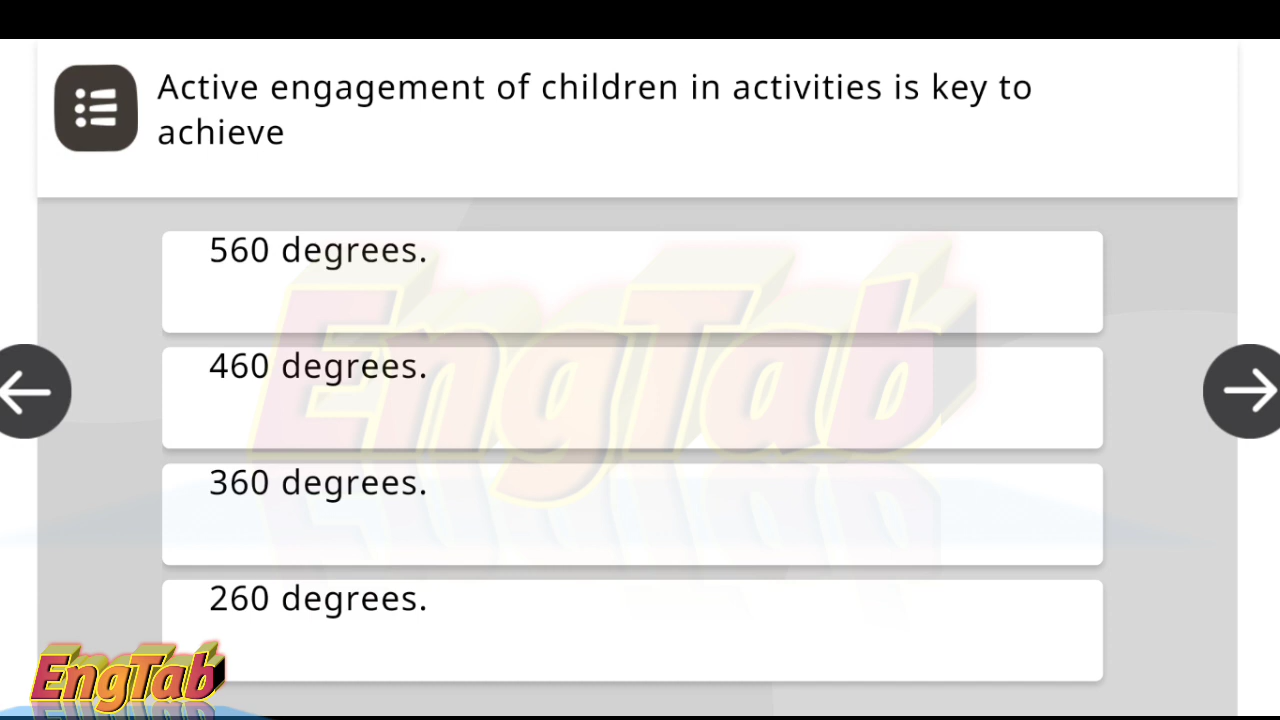 Active engagement of children in activities is key to
achieve
560 degrees.
460 degrees.
360 degrees.
260 degrees.
EngTab
EngTab